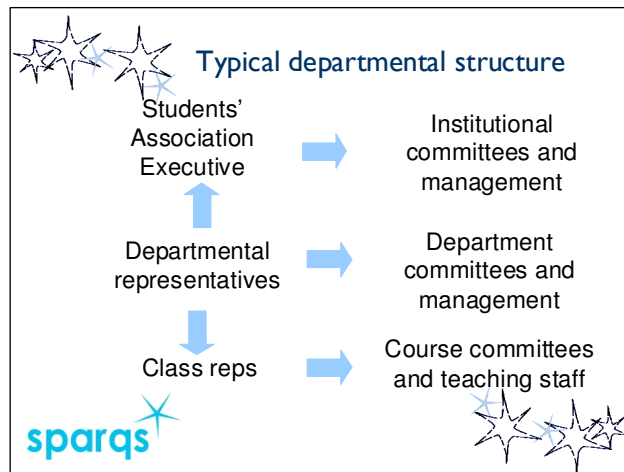 Typical departmental structure
Students’
Association
Executive
Institutional
committees and
management
Departmental
representatives
Department
committees and
management
Class reps
Course committees
and teaching staff
sparqs